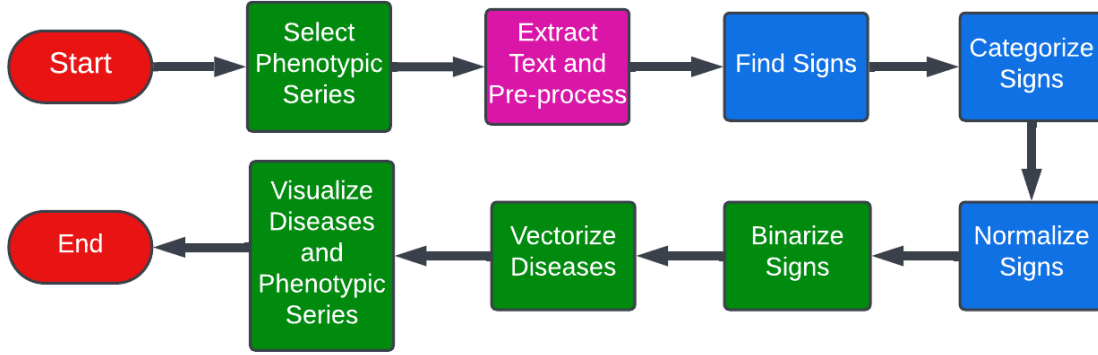 Start
Select
Phenotypic
Series
Extract
Text and
Pre-process
Find Signs
Categorize
Signs
Normalize
Signs
Binarize
Signs
Vectorize
Diseases
Visualize
Diseases
and
Phenotypic
Series
End